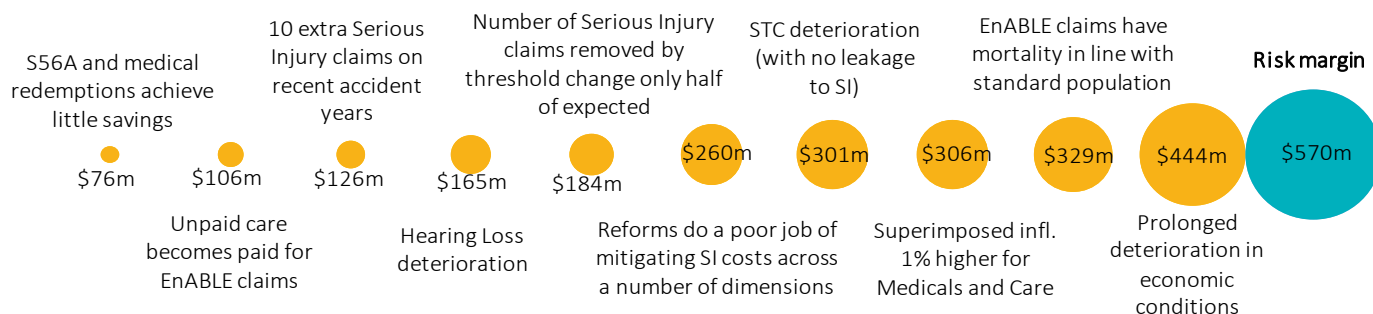 S56A and medical
redemptions achieve
little savings
$76m
Unpaid care
becomes paid for
EnABLE claims
$106m
10 extra Serious
Injury claims on
recent accident
years
$126m
Hearing Loss
deterioration
$165m
Number of Serious Injury
claims removed by
threshold change only half
of expected
$184m
Reforms do a poor job of
mitigating SI costs across
a number of dimensions
$260m
STC deterioration
(with no leakage
to SI)
$301m
Superimposed infl.
1% higher for
Medicals and Care
$306m
EnABLE claims have
mortality in line with
standard population
$329m
Prolonged
deterioration in
economic
conditions
$444m
Risk margin
$570m